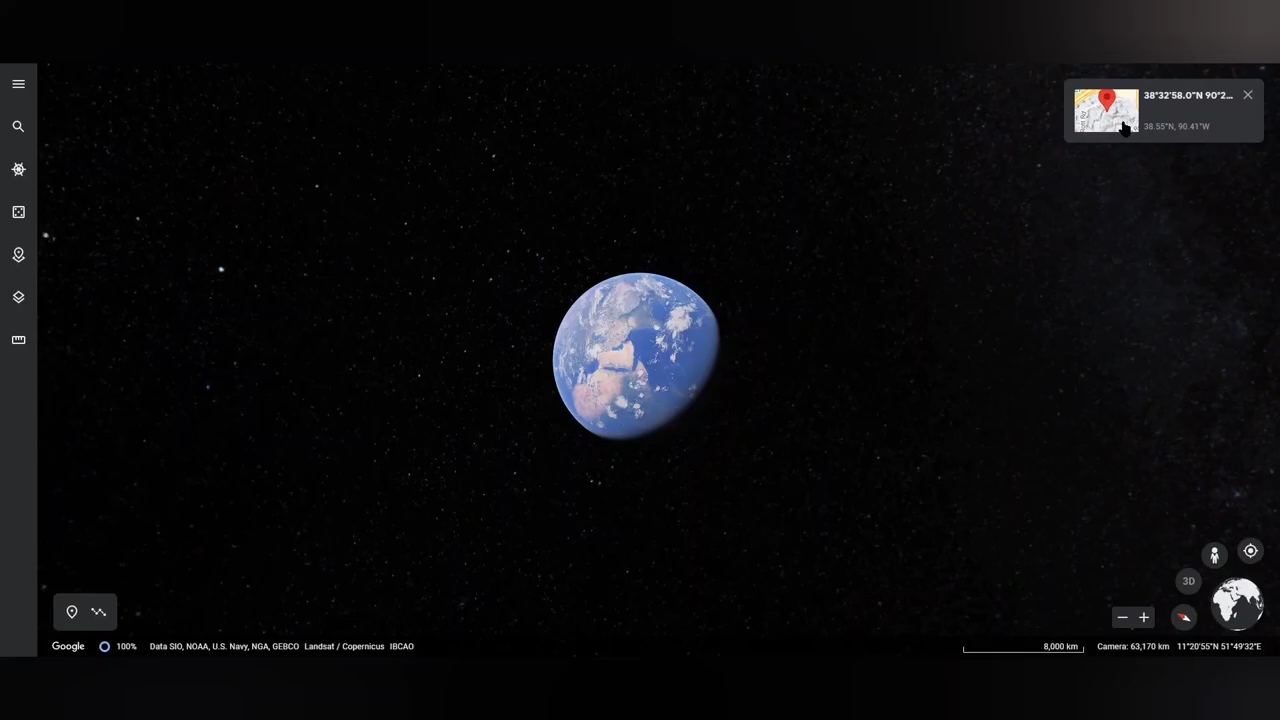 38°32'58.0"N 90°2...
38.55°N, 90.41°W
3D
Google
100%
Data SIO, NOAA, U.S. Navy, NGA, GEBCO Landsat / Copernicus IBCAO
8,000 km
Camera: 63,170 km 11°20'55"N 51°49'32"E